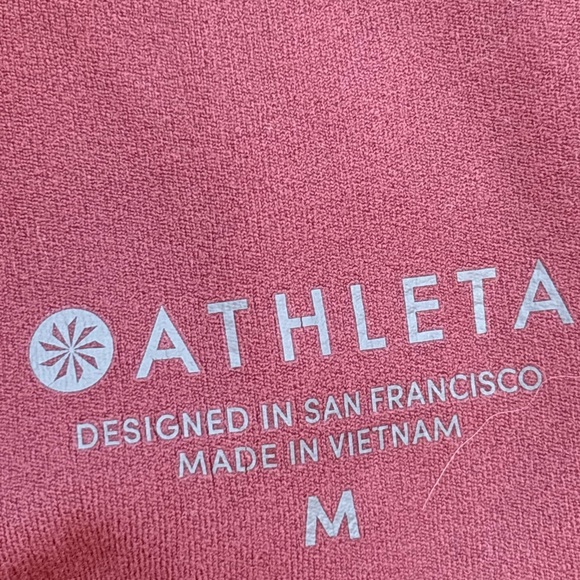 ATHLETA
DESIGNED IN SAN FRANCISCO
MADE IN VIETNAM
M